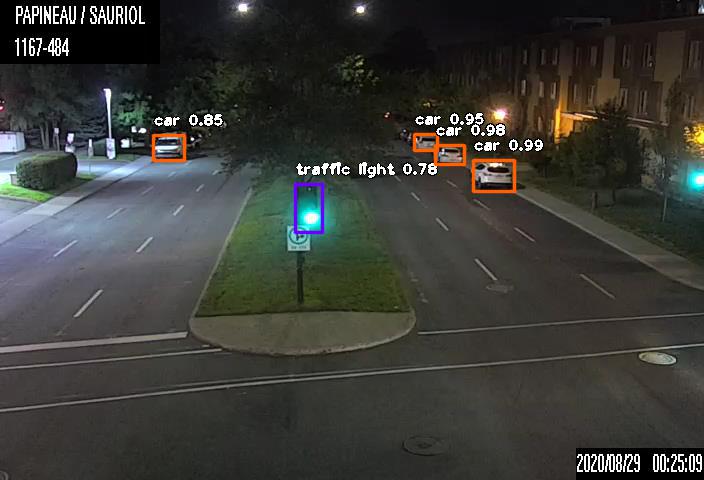 PAPINEAU / SAURIOL
1167-484
car 0.85
car 0.95
car 0.98
car 0.99
traffic light 0.78
2020/08/29 00:25:09